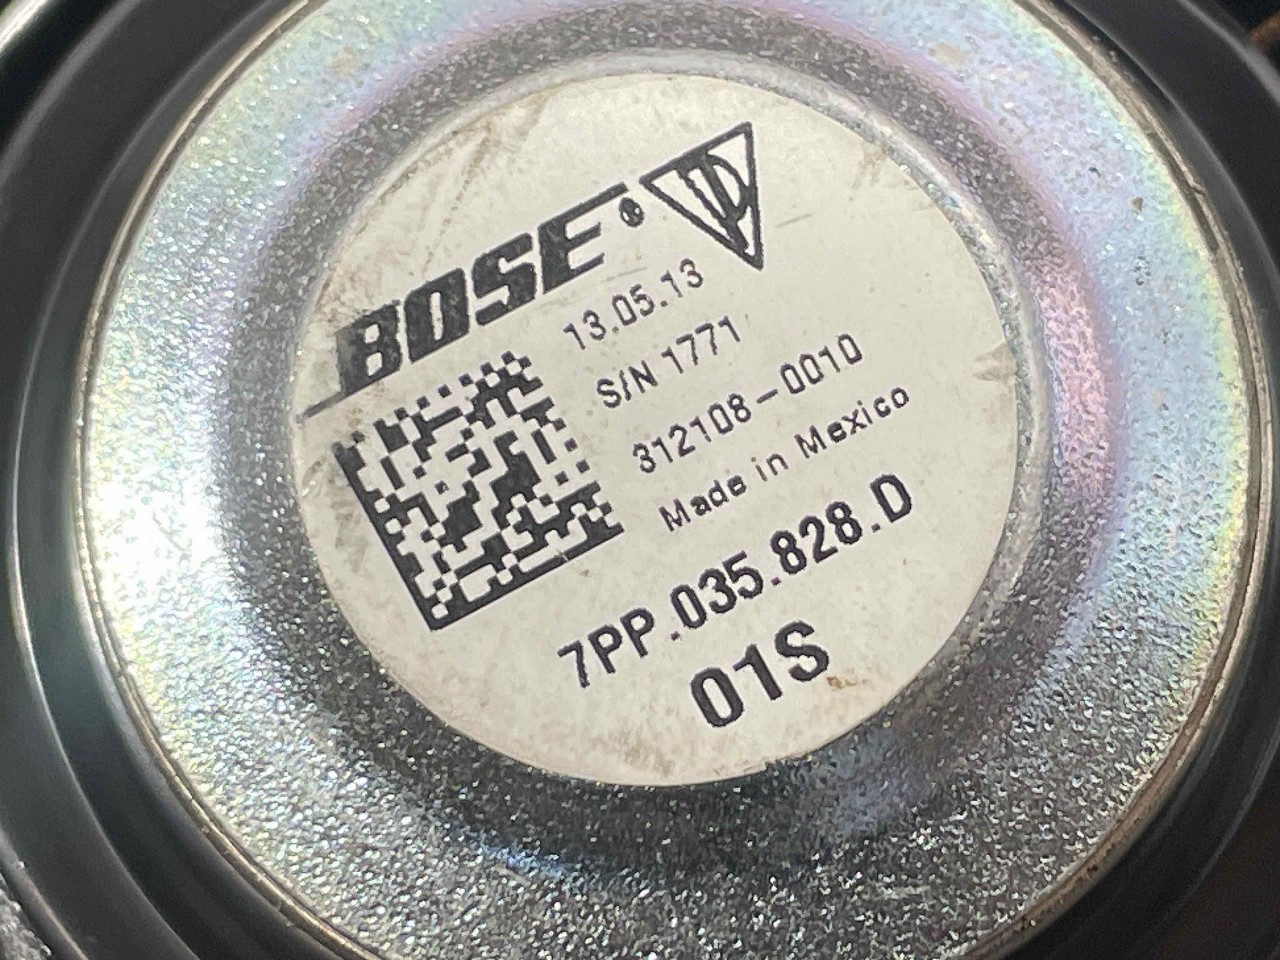 BOSE®
13.05.13
S/N 1771
312108-0010
Made in Mexico
7PP.035.828.D
01S